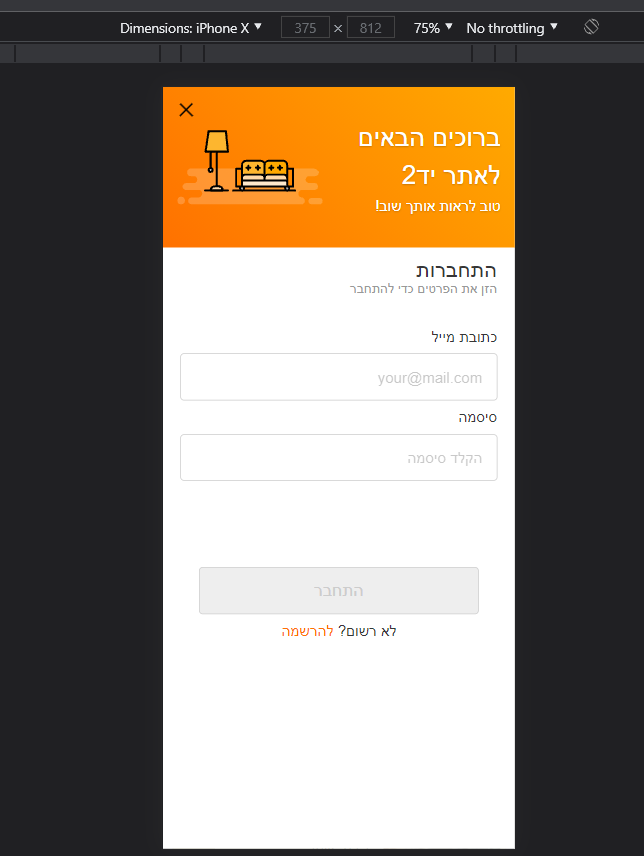 Dimensions: iPhone X ▼ 375 × 812 75% ▼ No throttling ▼
ברוכים הבאים
לאתר יד2
טוב לראות אותך שוב!
התחברות
הזן את הפרטים כדי להתחבר
כתובת מייל
your@mail.com
סיסמה
הקלד סיסמה
התחבר
לא רשום? להרשמה